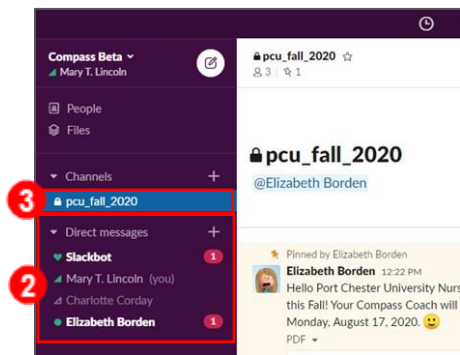 Compass Beta
Mary T. Lincoln
People
Files
Channels
pcu_fall_2020
Direct messages
Slackbot 1
Mary T. Lincoln (you)
Charlotte Corday
Elizabeth Borden 1
3
2
pcu_fall_2020
3 | 1
pcu_fall_2020
@Elizabeth Borden
Pinned by Elizabeth Borden
Elizabeth Borden 12:22 PM
Hello Port Chester University Nurs
this Fall! Your Compass Coach will
Monday, August 17, 2020.
PDF